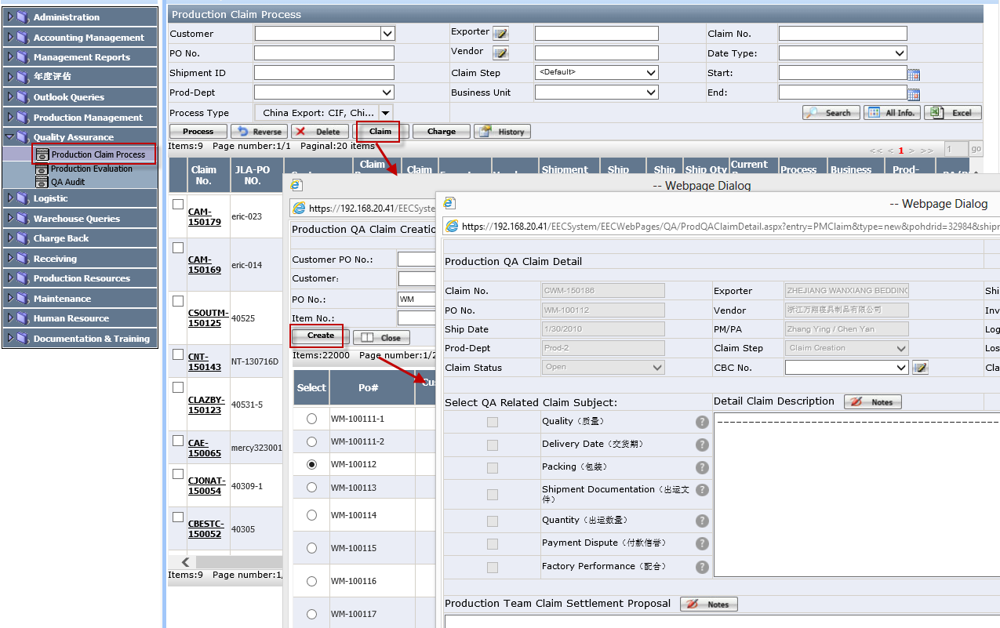 Administration
Accounting Management
Management Reports
年度评估
Outlook Queries
Production Management
Quality Assurance
Production Claim Process
Production Evaluation
QA Audit
Logistic
Warehouse Queries
Charge Back
Receiving
Production Resources
Maintenance
Human Resource
Documentation & Training
Production Claim Process
Customer Exporter Claim No.
PO No. Vendor Date Type:
Shipment ID Claim Step <Default> Start:
Prod-Dept Business Unit End:
Process Type China Export: CIF, Chi... Search All Info. Excel
Process Reverse Delete Claim Charge History
Items:9 Page number:1/1 Paginal:20 items << < 1 > >> 1 go
Claim No. JLA-PO NO. Claim Claim Shipment Ship Ship Ship Qty Current Process Business Prod-
CAM-150179 eric-023
CAM-150169 eric-014
CSOUTM-150125 40525
CNT-150143 NT-130716D
CLAZBY-150123 40531-5
CAE-150065 mercy323001
CJONAT-150054 40309-1
CBESTC-150052 40305
Items:9 Page number:1/
-- Webpage Dialog
https://192.168.20.41/EECSyste
Production QA Claim Creatio
Customer PO No.:
Customer:
PO No.: WM
Item No.:
Create Close
Items:22000 Page number:1/2
Select Po# Cu
WM-100111-1
WM-100111-2
WM-100112
WM-100113
WM-100114
WM-100115
WM-100116
WM-100117
-- Webpage Dialog
https://192.168.20.41/EECSystem/EECWebPages/QA/ProdQAClaimDetail.aspx?entry=PMClaim&type=new&pohdrid=32984&shipr
Production QA Claim Detail
Claim No. CWM-150186 Exporter ZHEJIANG WANXIANG BEDDING Shi
PO No. WM-100112 Vendor 浙江万翔寝具制品有限公司 Inv
Ship Date 1/30/2010 PM/PA Zhang Ying / Chen Yan Log
Prod-Dept Prod-2 Claim Step Claim Creation Los
Claim Status Open CBC No. Cla
Select QA Related Claim Subject: Detail Claim Description Notes
Quality（质量） ?
Delivery Date（交货期） ?
Packing（包装） ?
Shipment Documentation（出运文
件） ?
Quantity（出运数量） ?
Payment Dispute（付款信誉） ?
Factory Performance（配合） ?
Production Team Claim Settlement Proposal Notes